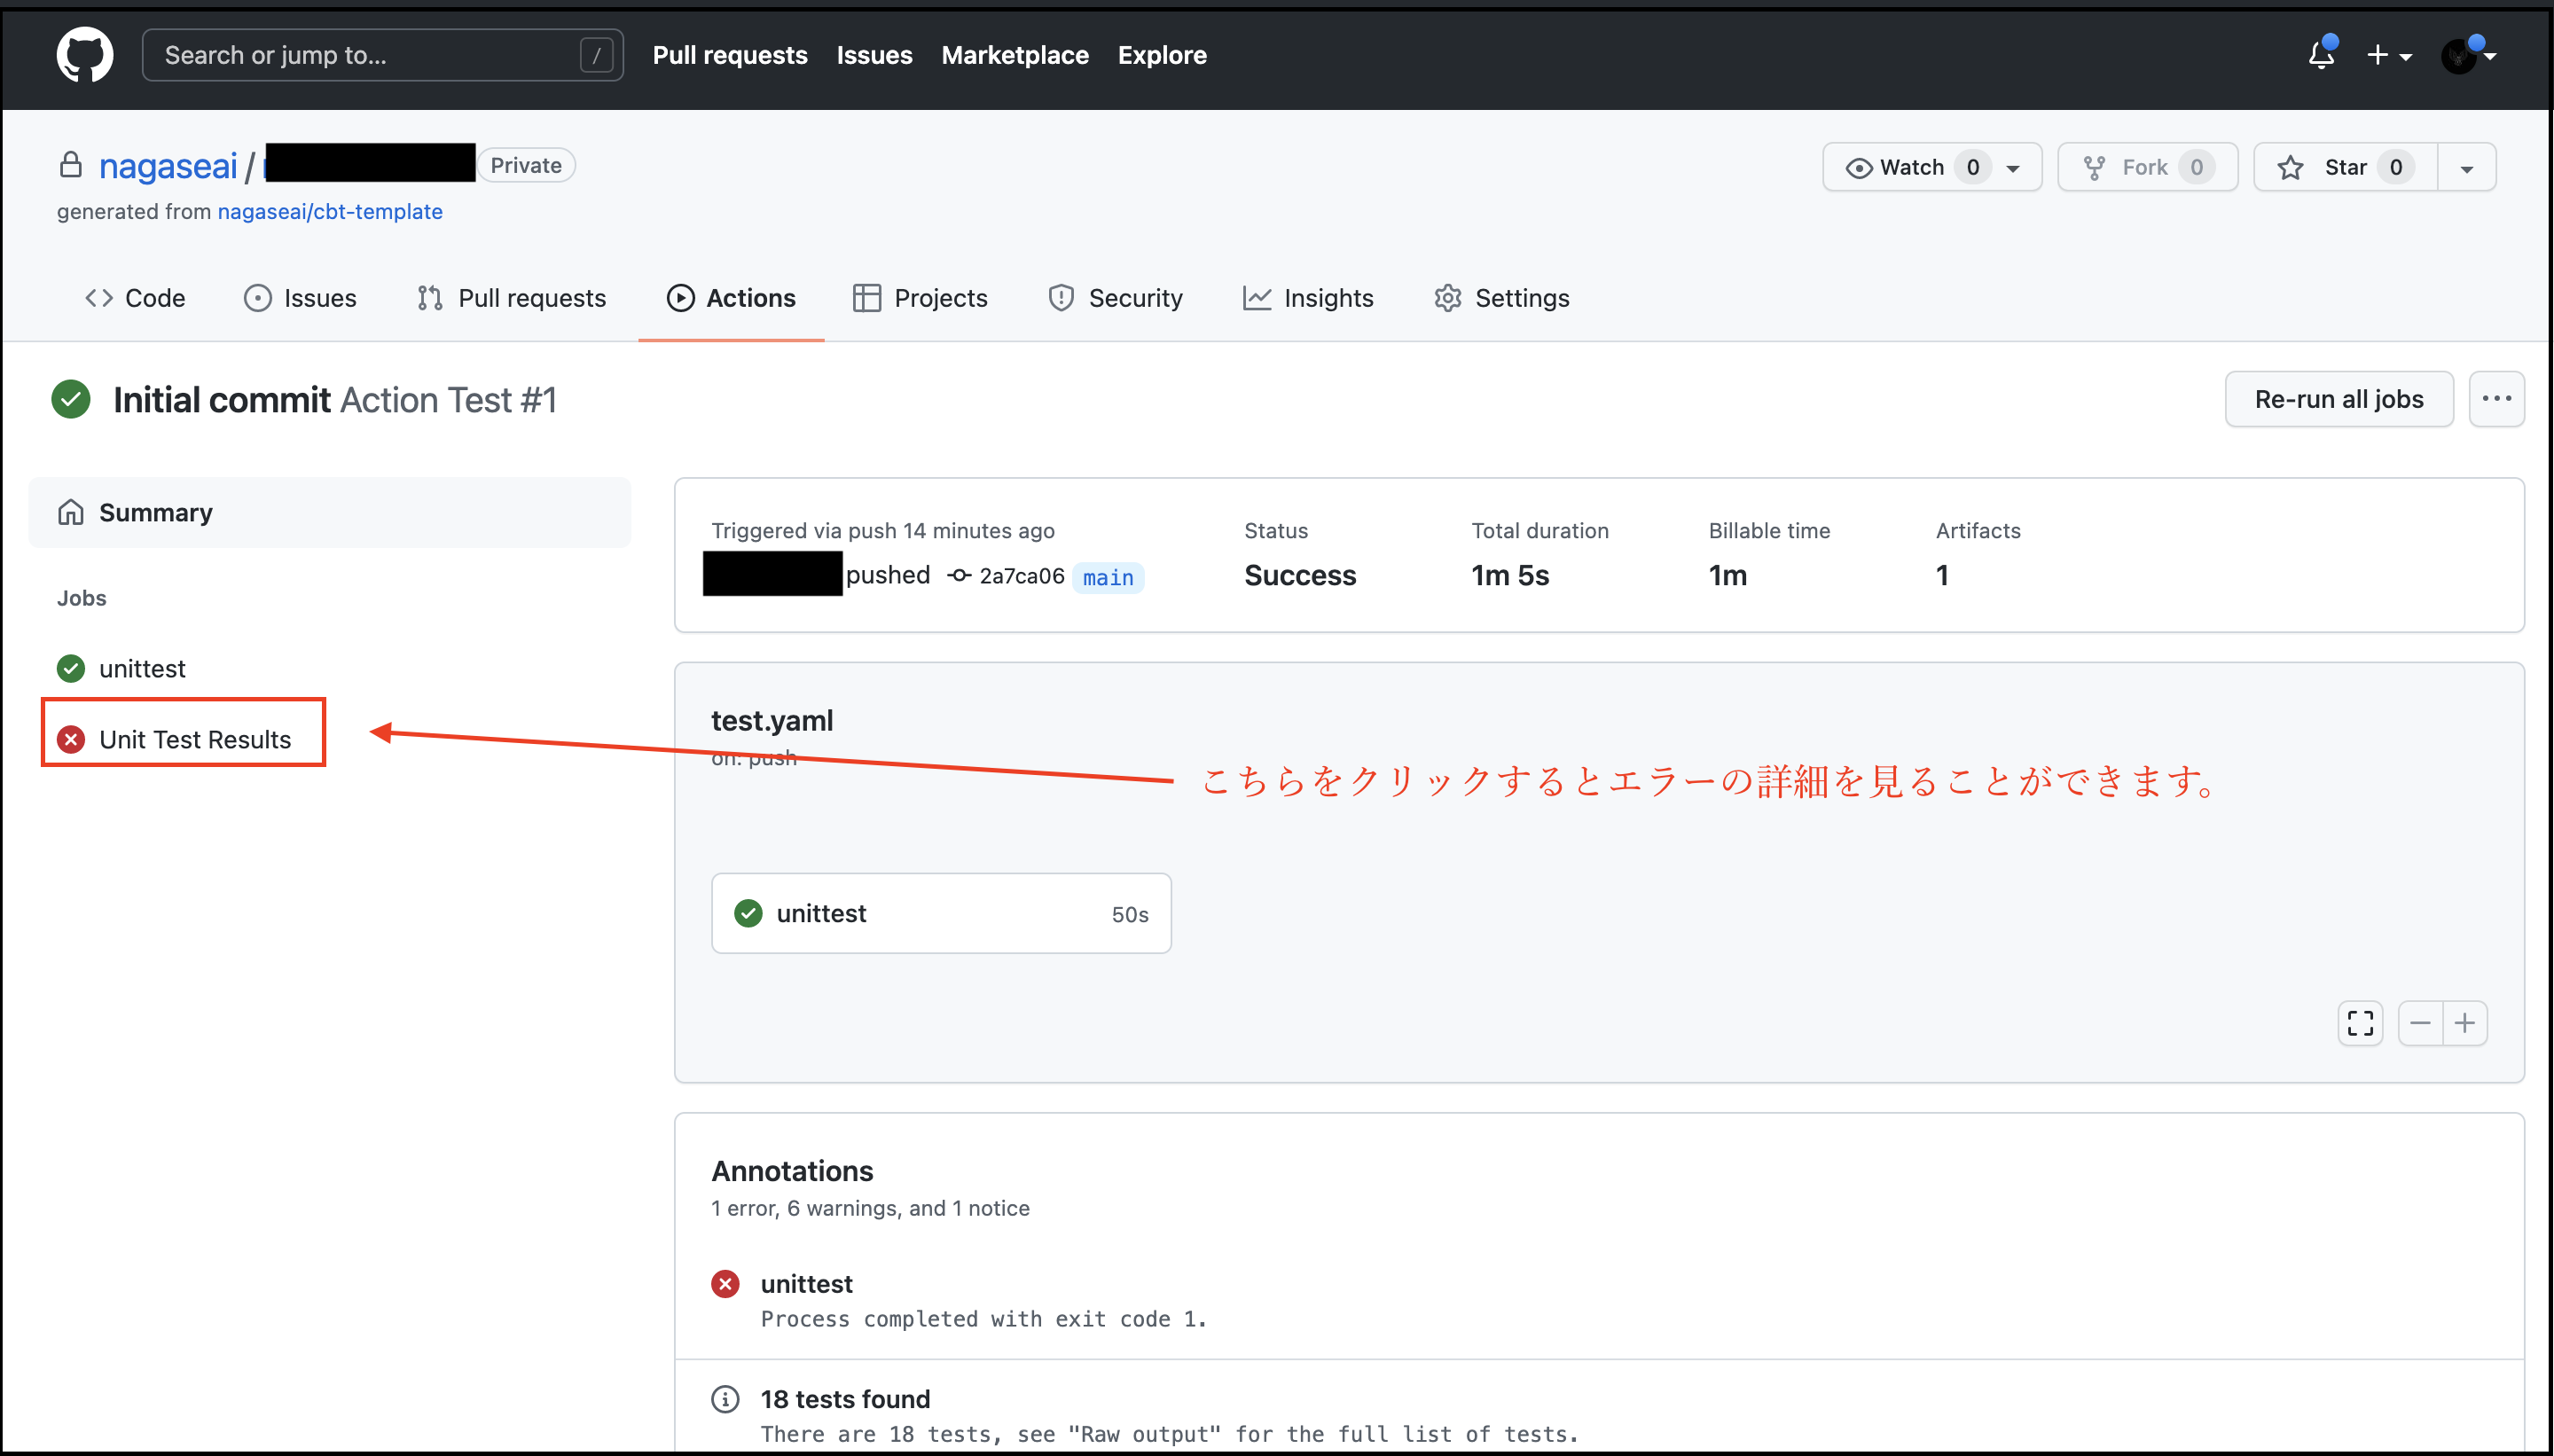 Search or jump to... / Pull requests Issues Marketplace Explore
nagaseai / Private
Watch 0 Fork 0 Star 0
generated from nagaseai/cbt-template
Code Issues Pull requests Actions Projects Security Insights Settings
Initial commit Action Test #1
Re-run all jobs
Summary
Jobs
unittest
Unit Test Results
Triggered via push 14 minutes ago
pushed 2a7ca06 main
Status
Success
Total duration
1m 5s
Billable time
1m
Artifacts
1
test.yaml
on: push
こちらをクリックするとエラーの詳細を見ることができます。
unittest 50s
Annotations
1 error, 6 warnings, and 1 notice
unittest
Process completed with exit code 1.
18 tests found
There are 18 tests, see "Raw output" for the full list of tests.